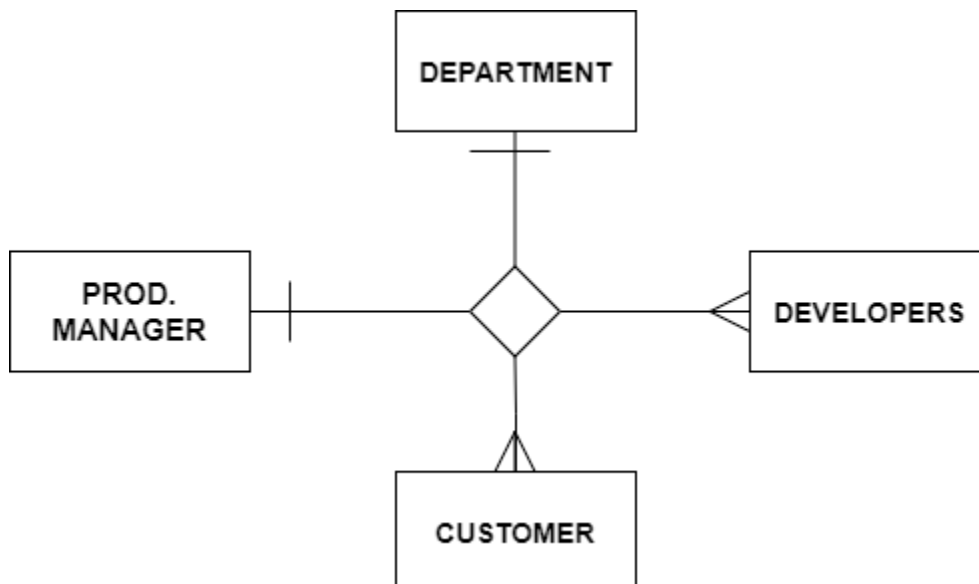 DEPARTMENT
PROD.
MANAGER
DEVELOPERS
CUSTOMER